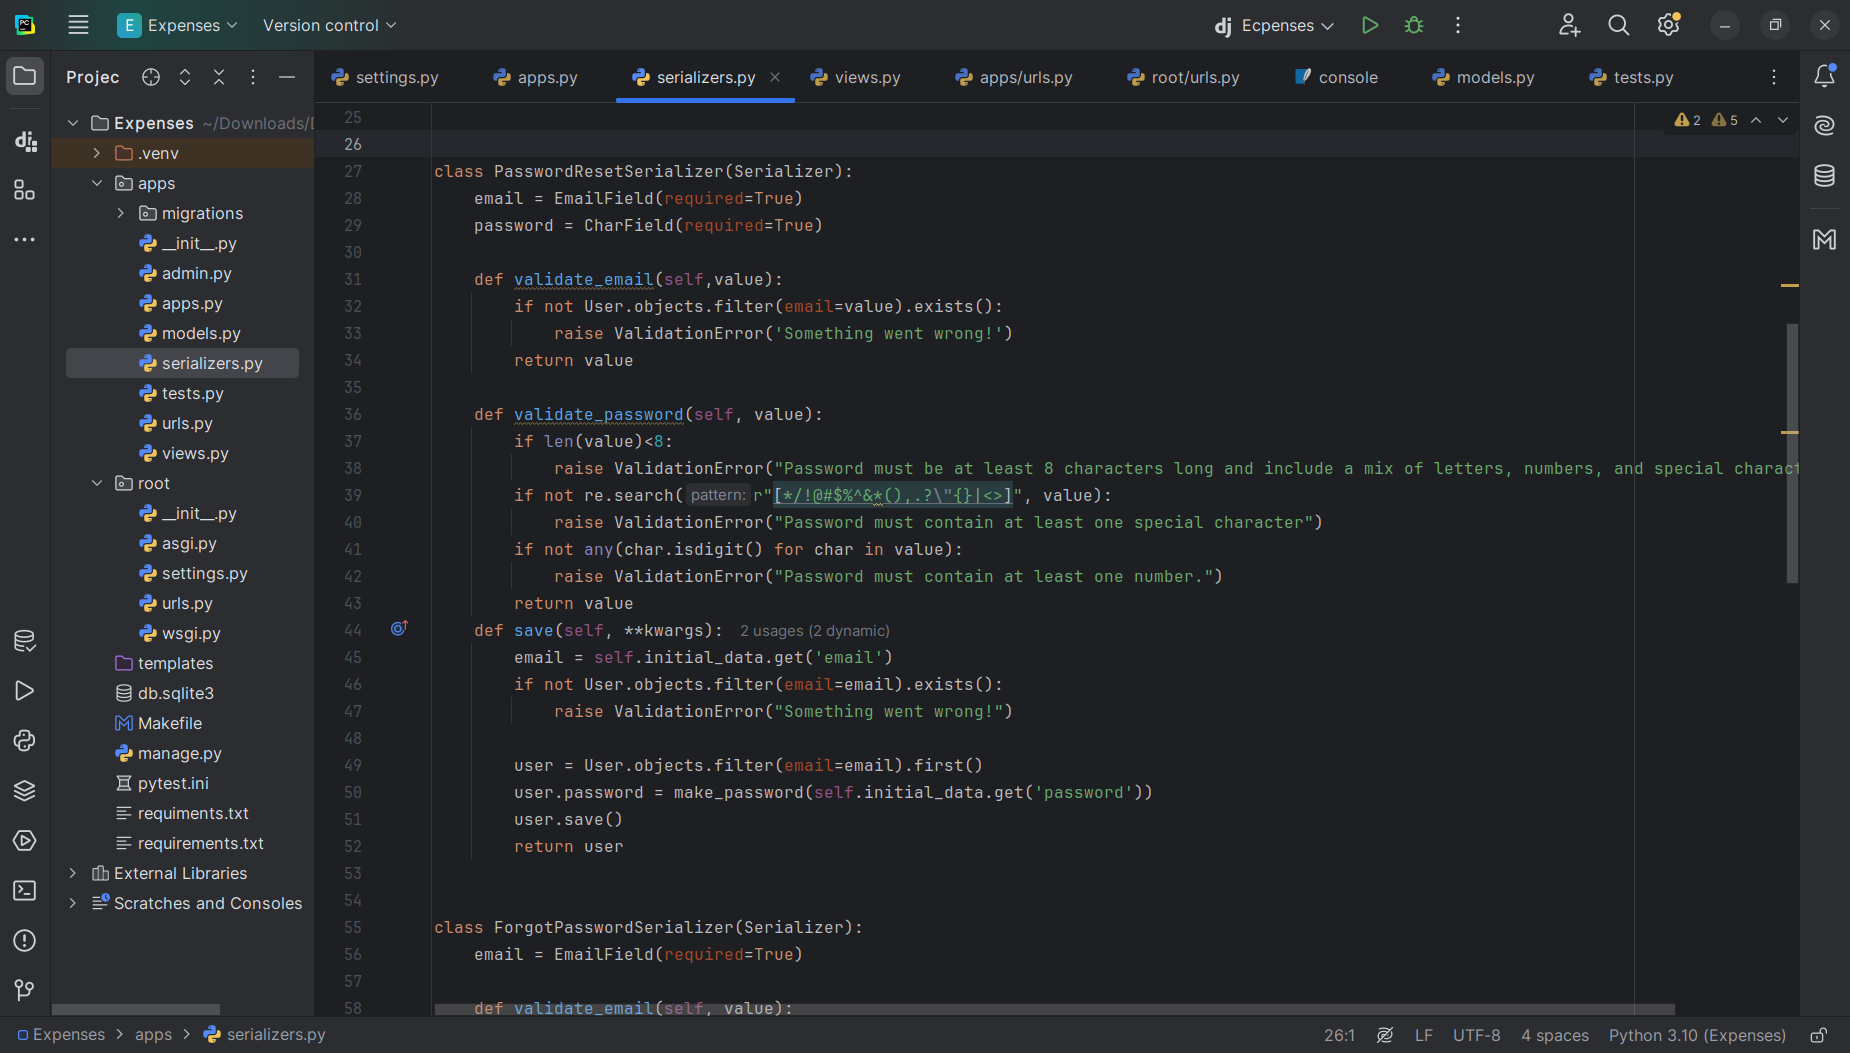 E Expenses Version control dj Ecpenses
Projec settings.py apps.py serializers.py views.py apps/urls.py root/urls.py console models.py tests.py
Expenses ~/Downloads/
.venv
apps
migrations
__init__.py
admin.py
apps.py
models.py
serializers.py
tests.py
urls.py
views.py
root
__init__.py
asgi.py
settings.py
urls.py
wsgi.py
templates
db.sqlite3
Makefile
manage.py
pytest.ini
requiments.txt
requirements.txt
External Libraries
Scratches and Consoles
2 5
25
26
27 class PasswordResetSerializer(Serializer):
28     email = EmailField(required=True)
29     password = CharField(required=True)
30
31     def validate_email(self,value):
32         if not User.objects.filter(email=value).exists():
33             raise ValidationError('Something went wrong!')
34         return value
35
36     def validate_password(self, value):
37         if len(value)<8:
38             raise ValidationError("Password must be at least 8 characters long and include a mix of letters, numbers, and special charact
39         if not re.search( pattern: r"[*/!@#$%^&*(),.?\"{}|<>]", value):
40             raise ValidationError("Password must contain at least one special character")
41         if not any(char.isdigit() for char in value):
42             raise ValidationError("Password must contain at least one number.")
43         return value
44     def save(self, **kwargs): 2 usages (2 dynamic)
45         email = self.initial_data.get('email')
46         if not User.objects.filter(email=email).exists():
47             raise ValidationError("Something went wrong!")
48
49         user = User.objects.filter(email=email).first()
50         user.password = make_password(self.initial_data.get('password'))
51         user.save()
52         return user
53
54
55 class ForgotPasswordSerializer(Serializer):
56     email = EmailField(required=True)
57
58     def validate_email(self, value):
Expenses > apps > serializers.py 26:1 LF UTF-8 4 spaces Python 3.10 (Expenses)